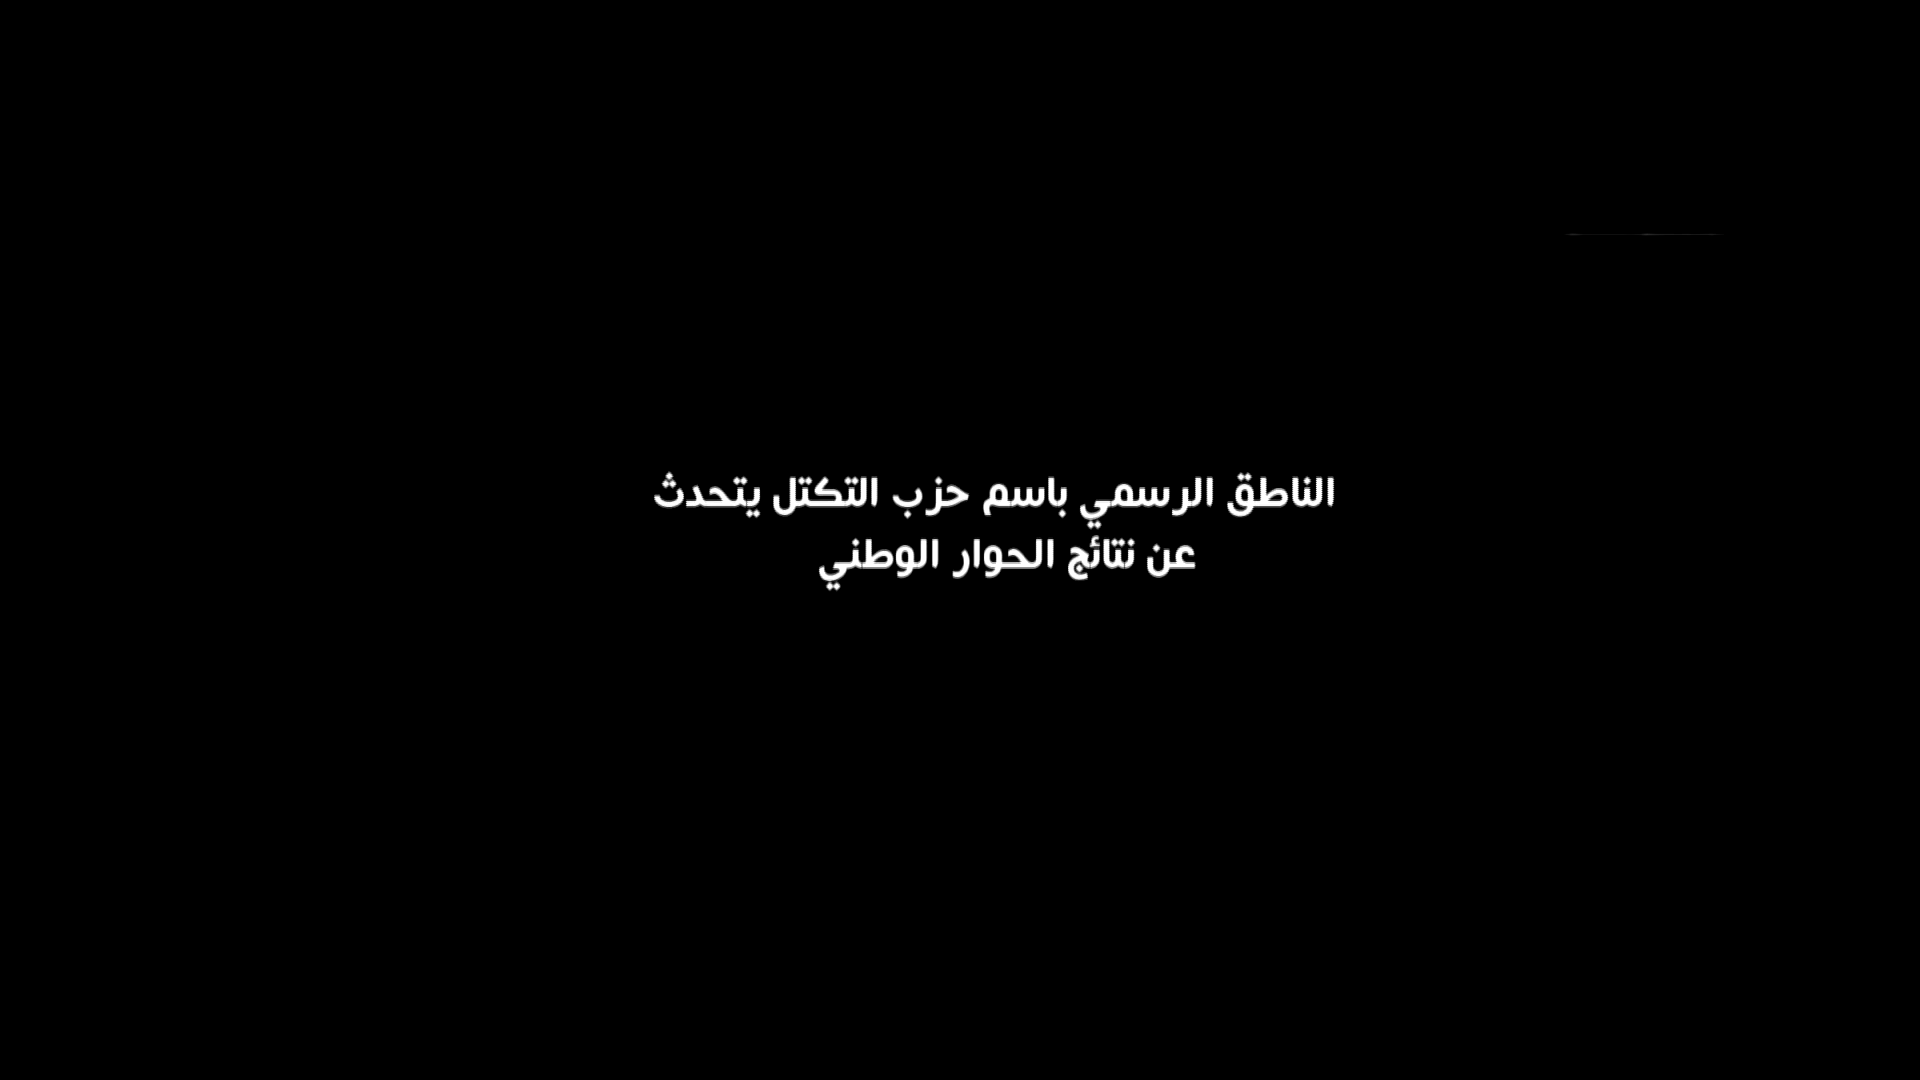 الناطق الرسمي باسم حزب التكتل يتحدث
عن نتائج الحوار الوطني